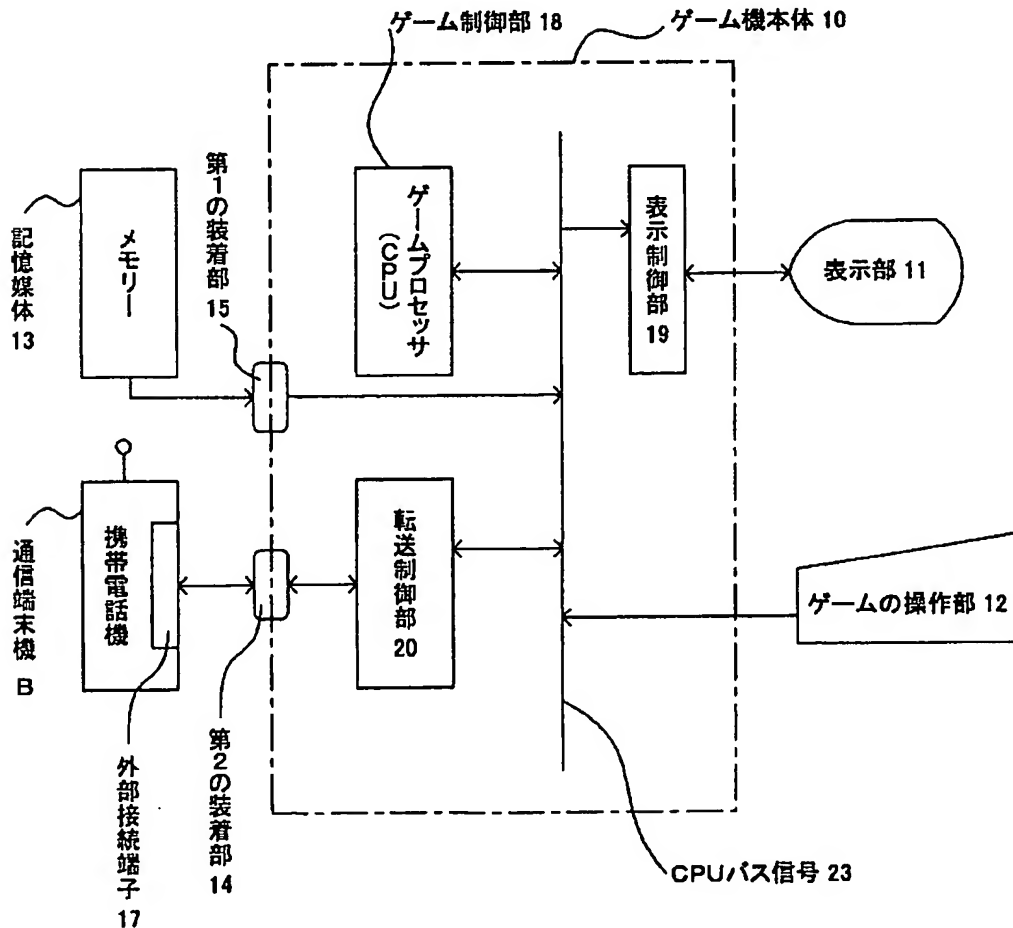 ゲーム制御部 18
ゲーム機本体 10
記憶媒体 13
メモリー
第1の装着部 15
ゲームプロセッサ
(CPU)
表示制御部 19
表示部 11
通信端末機 B
携帯電話機
外部接続端子 17
第2の装着部 14
転送制御部 20
ゲームの操作部 12
CPUバス信号 23